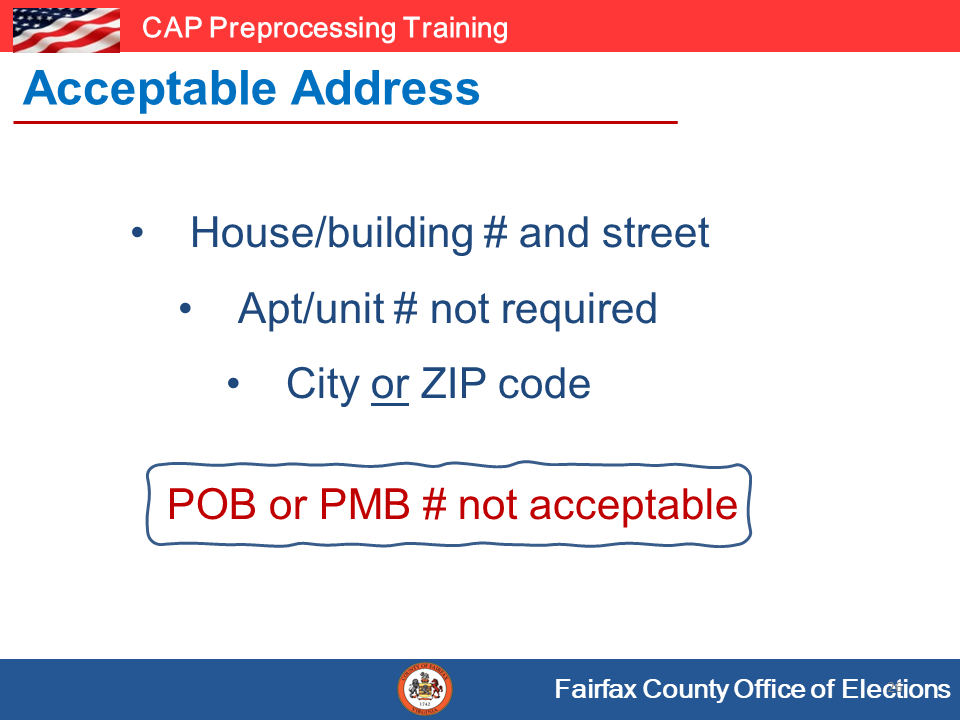 CAP Preprocessing Training
Acceptable Address
• House/building # and street
• Apt/unit # not required
• City or ZIP code
POB or PMB # not acceptable
Fairfax County Office of Elections